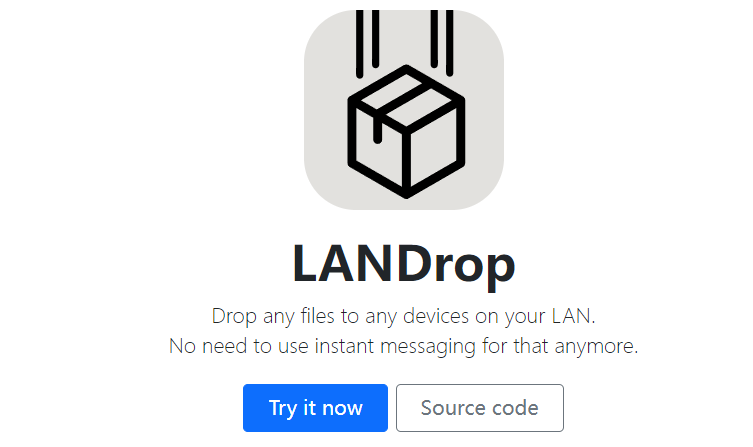 LANDrop
Drop any files to any devices on your LAN.
No need to use instant messaging for that anymore.
Try it now
Source code